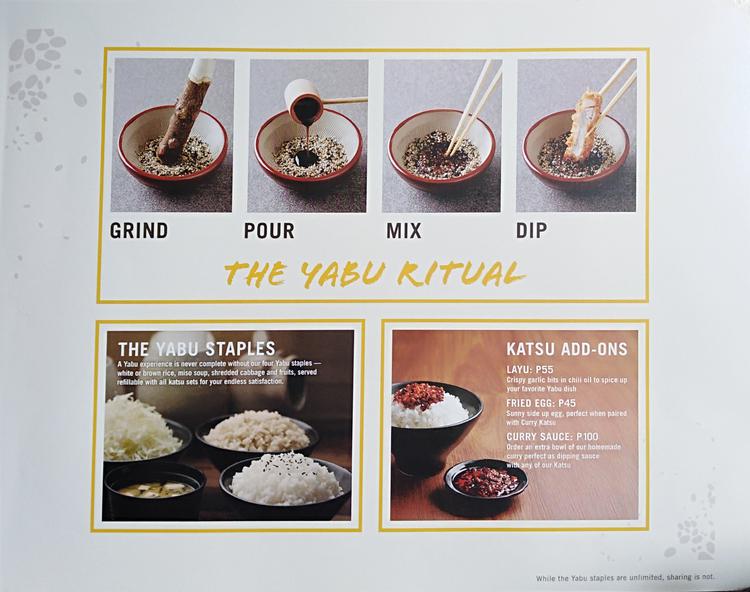 GRIND
POUR
MIX
DIP
THE YABU RITUAL
THE YABU STAPLES
A Yabu experience is never complete without our four Yabu staples —
white or brown rice, miso soup, shredded cabbage and fruits, served
refillable with all katsu sets for your endless satisfaction.
KATSU ADD-ONS
LAYU: P55
Crispy garlic bits in chili oil to spice up
your favorite Yabu dish
FRIED EGG: P45
Sunny side up egg, perfect when paired
with Curry Katsu
CURRY SAUCE: P100
Order an extra bowl of our homemade
curry perfect as dipping sauce
with any of our Katsu
While the Yabu staples are unlimited, sharing is not.